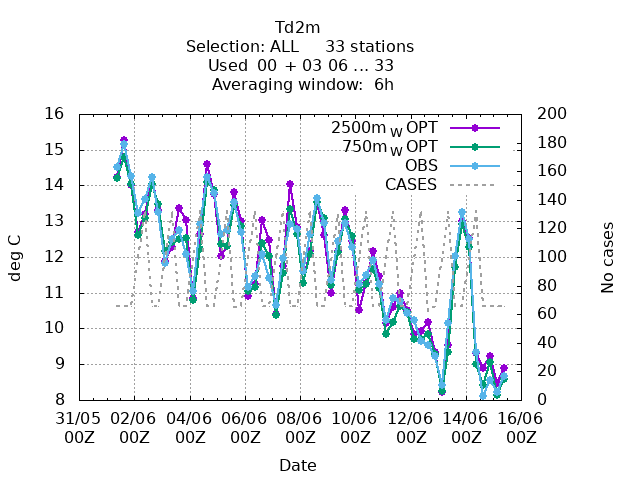 Td2m
Selection: ALL 33 stations
Used 00 + 03 06 ... 33
Averaging window: 6h
16 200
2500m W OPT
180
15 750m W OPT
OBS 160
14 CASES
140
13
120
12 100
deg C No cases
80
11
60
10
40
9
20
8 0
31/05 02/06 04/06 06/06 08/06 10/06 12/06 14/06 16/06
00Z 00Z 00Z 00Z 00Z 00Z 00Z 00Z 00Z
Date